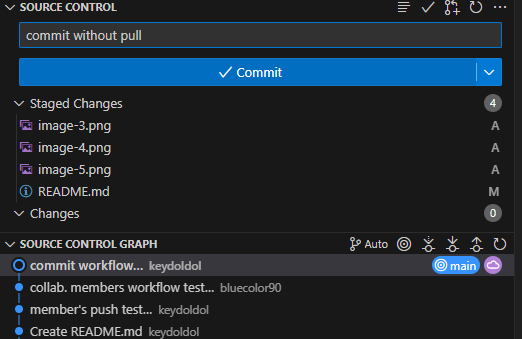 SOURCE CONTROL
commit without pull
Commit
Staged Changes 4
image-3.png A
image-4.png A
image-5.png A
README.md M
Changes 0
SOURCE CONTROL GRAPH Auto
commit workflow... keydoldol main
collab. members workflow test... bluecolor90
member's push test... keydoldol
Create README.md keydoldol